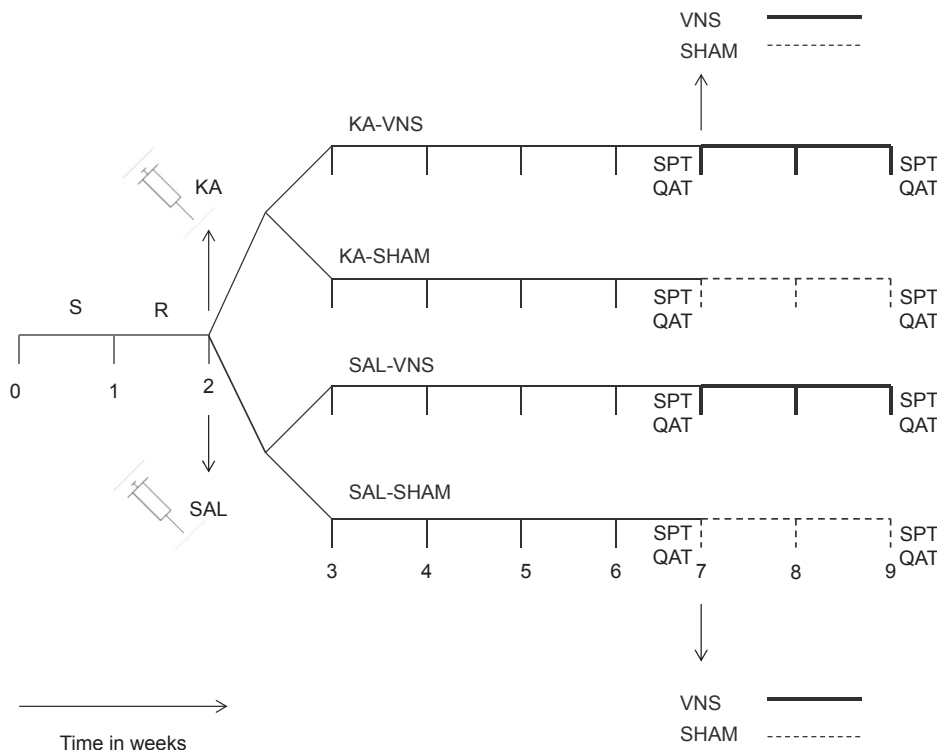 VNS
SHAM
KA-VNS
SPT
QAT
SPT
QAT
KA
KA-SHAM
SPT
QAT
SPT
QAT
S
R
0
1
2
SAL-VNS
SPT
QAT
SPT
QAT
SAL
SAL-SHAM
SPT
QAT
SPT
QAT
3 4 5 6 7 8 9
VNS
SHAM
Time in weeks